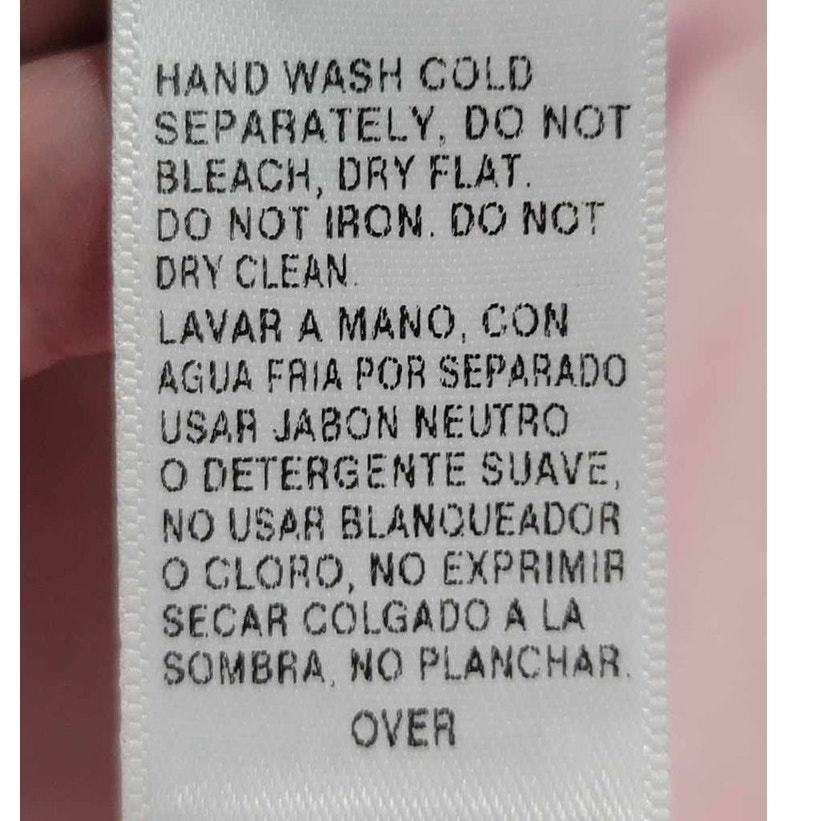 HAND WASH COLD
SEPARATELY, DO NOT
BLEACH, DRY FLAT.
DO NOT IRON. DO NOT
DRY CLEAN.
LAVAR A MANO, CON
AGUA FRIA POR SEPARADO
USAR JABON NEUTRO
O DETERGENTE SUAVE,
NO USAR BLANQUEADOR
O CLORO, NO EXPRIMIR
SECAR COLGADO A LA
SOMBRA, NO PLANCHAR.
OVER